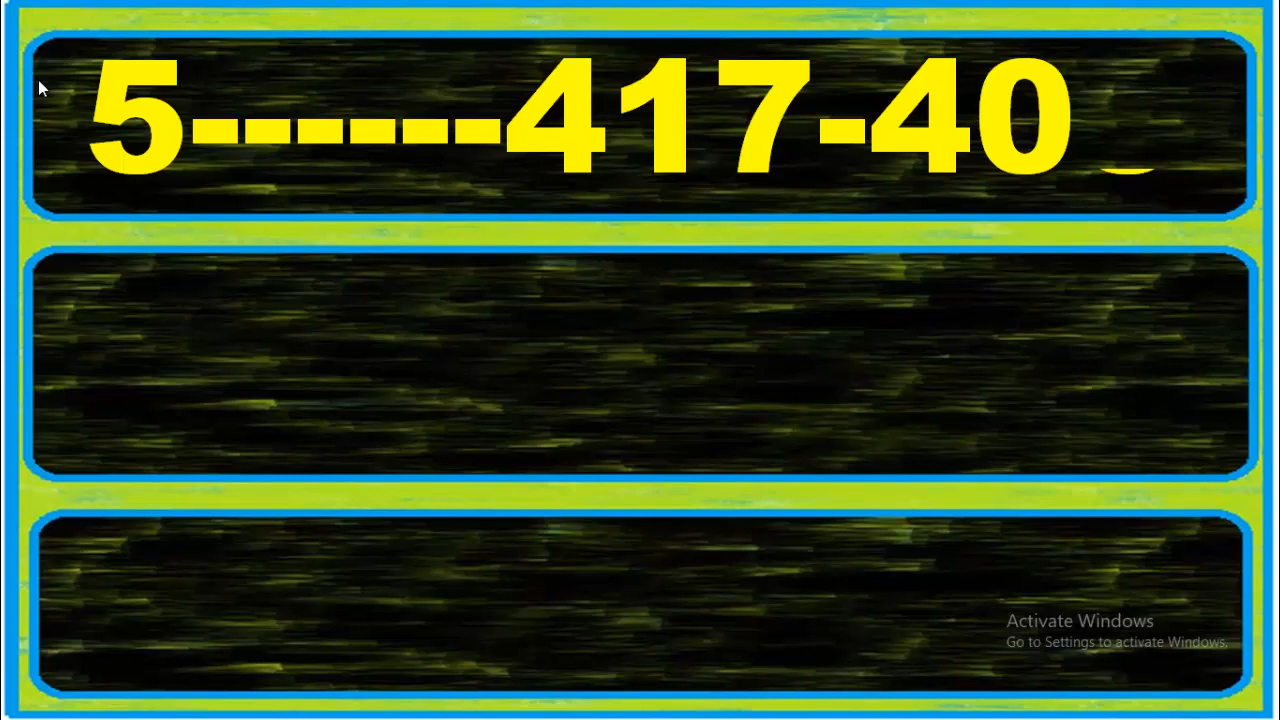 5------417-40
Activate Windows
Go to Settings to activate Windows.